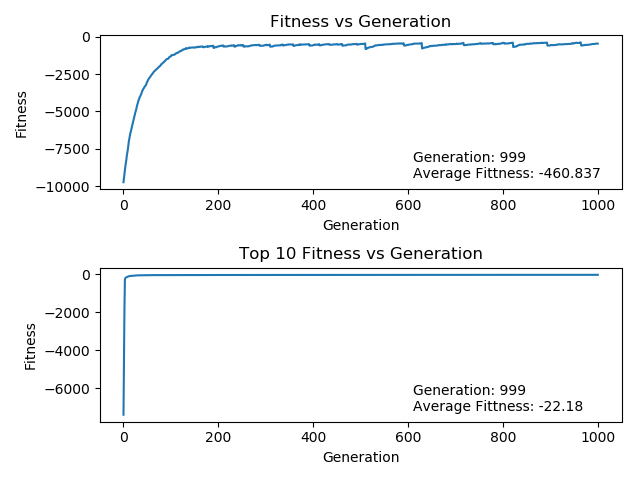 Fitness vs Generation
0
−2500
−5000
−7500
−10000
Fitness
Generation: 999
Average Fittness: -460.837
0 200 400 600 800 1000
Generation
Top 10 Fitness vs Generation
0
−2000
−4000
−6000
Fitness
Generation: 999
Average Fittness: -22.18
0 200 400 600 800 1000
Generation